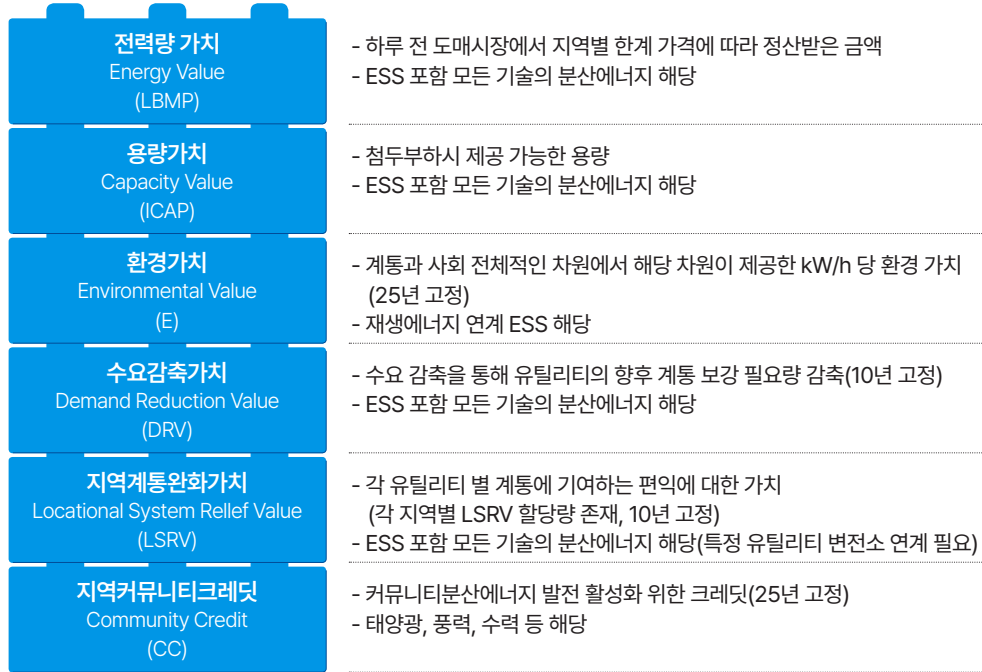 전력량 가치
Energy Value
(LBMP)
- 하루 전 도매시장에서 지역별 한계 가격에 따라 정산받은 금액
- ESS 포함 모든 기술의 분산에너지 해당
용량가치
Capacity Value
(ICAP)
- 첨두부하시 제공 가능한 용량
- ESS 포함 모든 기술의 분산에너지 해당
환경가치
Environmental Value
(E)
- 계통과 사회 전체적인 차원에서 해당 차원이 제공한 kW/h 당 환경 가치
(25년 고정)
- 재생에너지 연계 ESS 해당
수요감축가치
Demand Reduction Value
(DRV)
- 수요 감축을 통해 유틸리티의 향후 계통 보강 필요량 감축(10년 고정)
- ESS 포함 모든 기술의 분산에너지 해당
지역계통완화가치
Locational System Rellef Value
(LSRV)
- 각 유틸리티 별 계통에 기여하는 편익에 대한 가치
(각 지역별 LSRV 할당량 존재, 10년 고정)
- ESS 포함 모든 기술의 분산에너지 해당(특정 유틸리티 변전소 연계 필요)
지역커뮤니티크레딧
Community Credit
(CC)
- 커뮤니티분산에너지 발전 활성화 위한 크레딧(25년 고정)
- 태양광, 풍력, 수력 등 해당